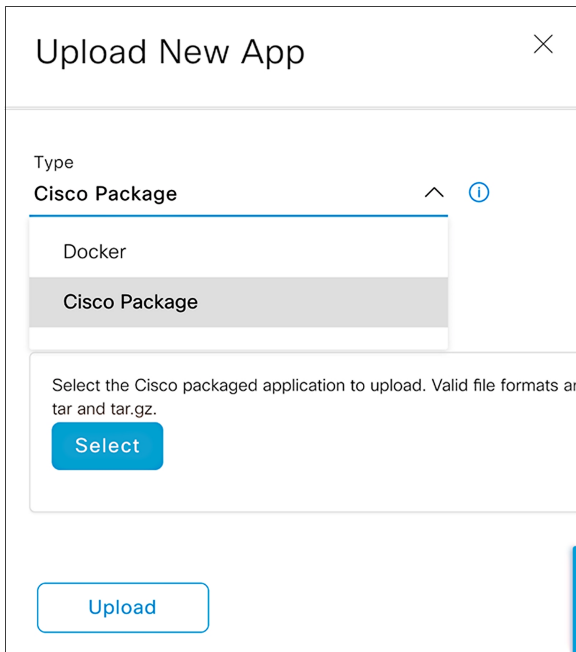 Upload New App
Type
Cisco Package
Docker
Cisco Package
Select the Cisco packaged application to upload. Valid file formats
tar and tar.gz.
Select
Upload